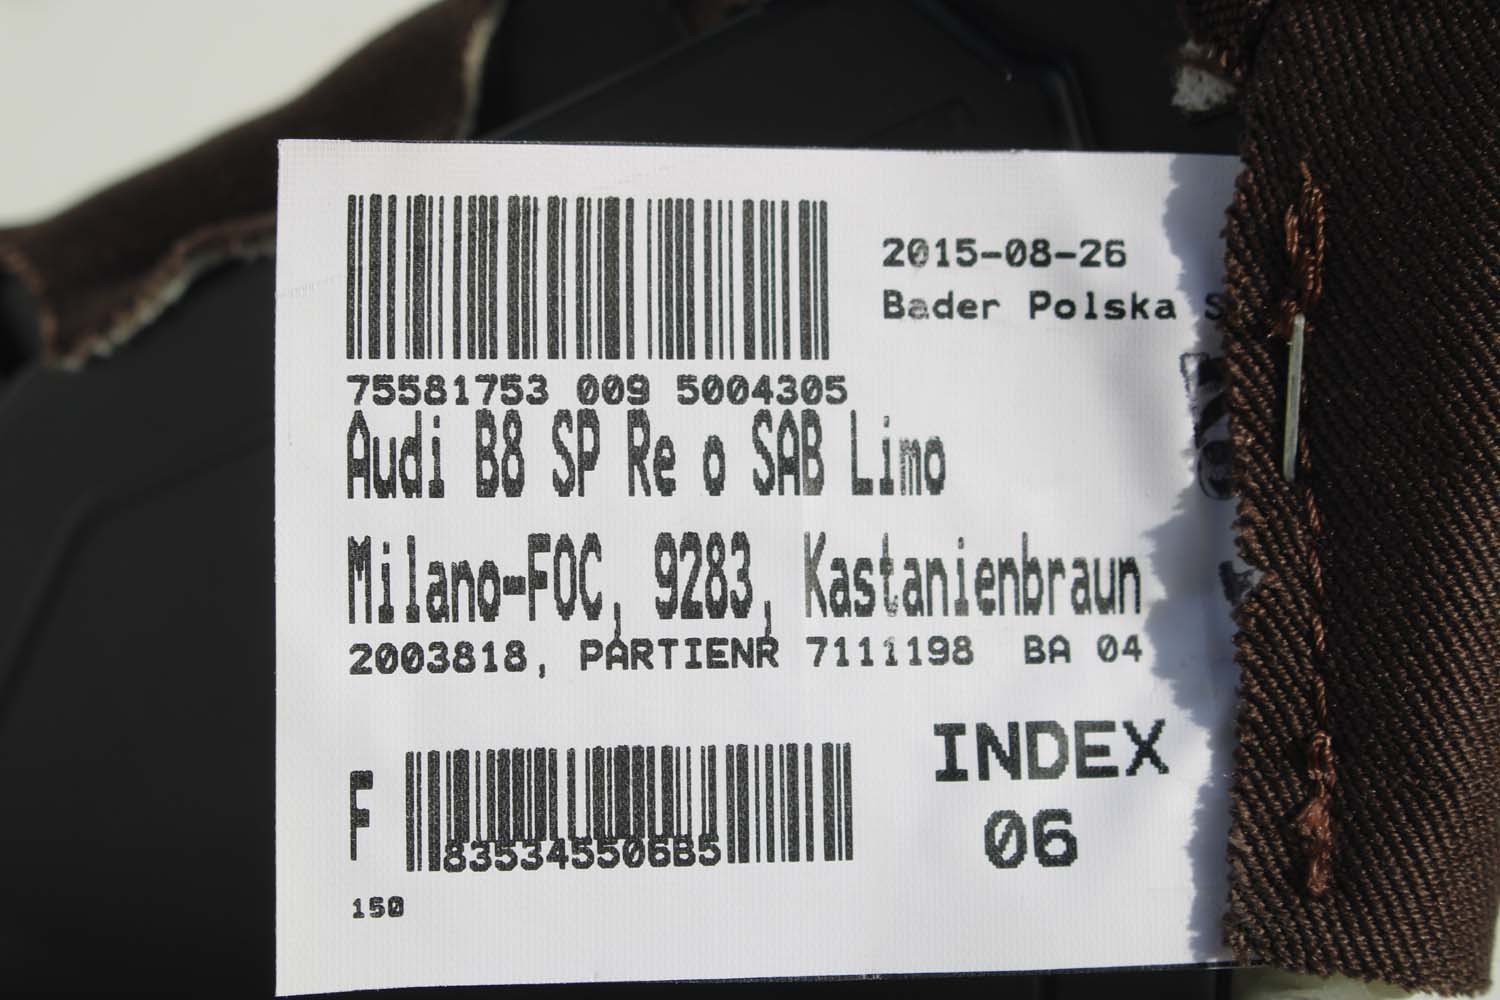 2015-08-26
Bader Polska S
75581753 009 5004305
Audi B8 SP Re o SAB Limo
Milano-FOC, 9283, Kastanienbraun
2003818, PARTIENR 7111198 BA 04
INDEX
06
F
835345506B5
150